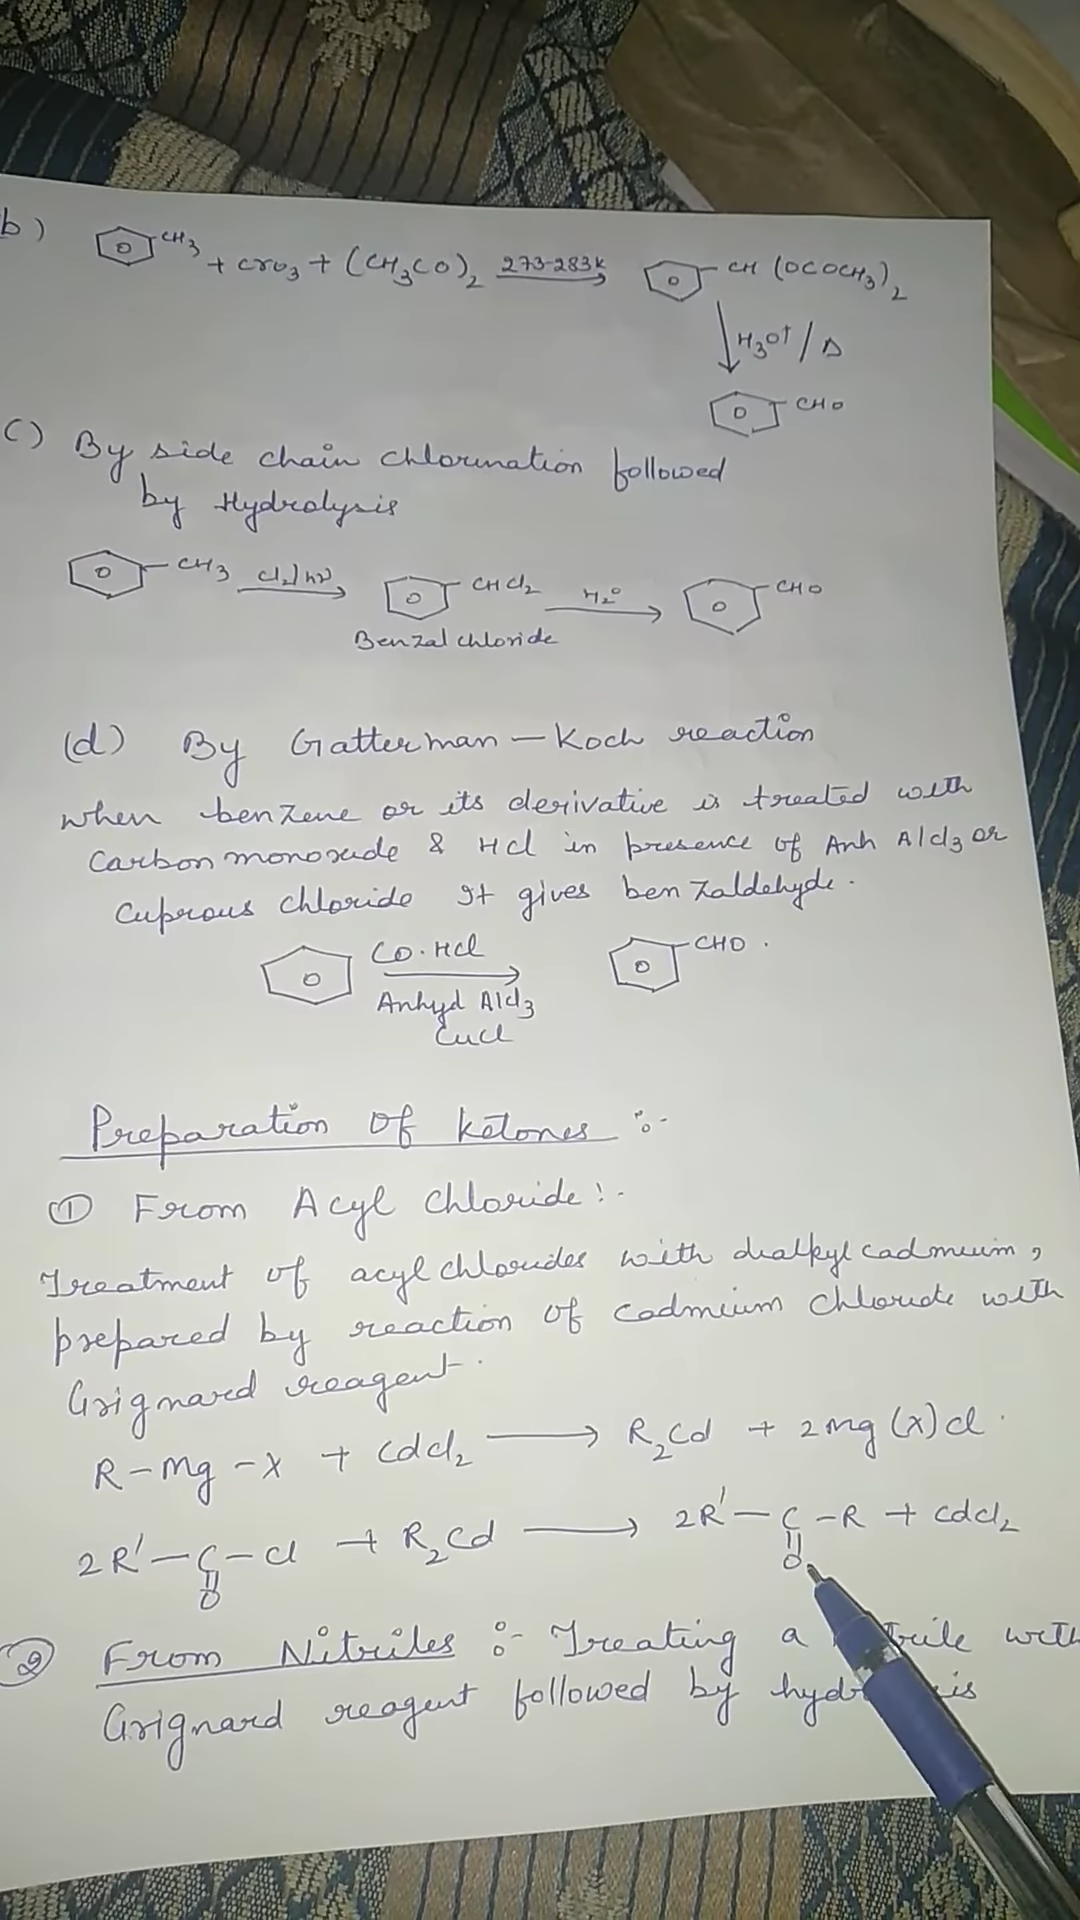 b) CH3 + CrO3 + (CH3CO)2 273-283K CH (OCOCH3)2
H3O+ / Δ
CHO
C) By side chain chlorination followed
by Hydrolysis
CH3 Cl2/hν CHCl2 H2O CHO
Benzal chloride
(d) By Gatterman - Koch reaction
when benzene or its derivative is treated with
Carbon monoxide & HCl in presence of Anh AlCl3 or
Cuprous chloride It gives benzaldehyde.
CO. HCl CHO.
Anhyd AlCl3
CuCl
Preparation Of ketones :-
① From Acyl chloride :-
Treatment of acyl chlorides with dialkyl cadmium,
prepared by reaction of cadmium chloride with
Grignard reagent.
R-Mg-X + CdCl2 → R2Cd + 2Mg(X)Cl.
2R'-C-Cl + R2Cd → 2R'-C-R + CdCl2
O O
② From Nitriles :- Treating a with
Grignard reagent followed by